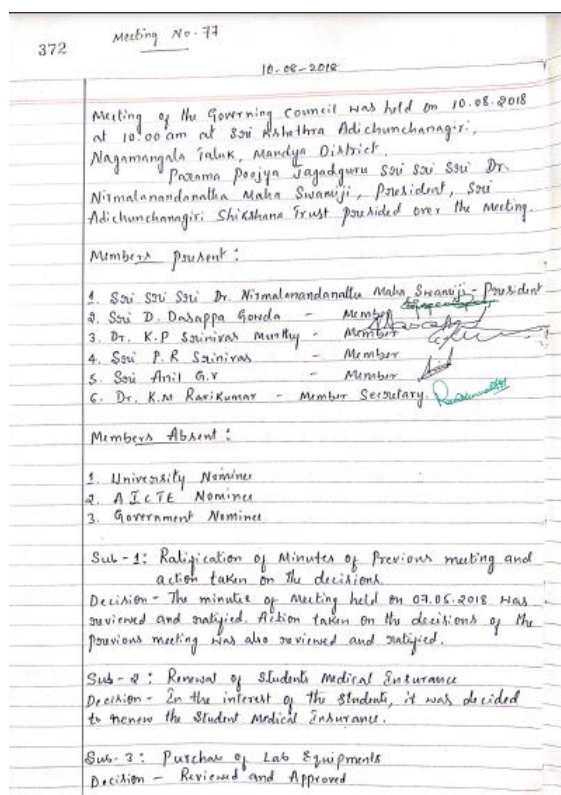 372
Meeting No-77
10-08-2018
Meeting of the Governing Council was held on 10.08.2018
at 10.00 am at Sri Kshethra Adichunchanagiri,
Nagamangala Taluk, Mandya District.
Parama Poojya Jagadguru Sri Sri Sri Dr.
Nirmalanandanatha Maha Swamiji, President, Sri
Adichunchanagiri Shikshana Trust presided over the Meeting.
Members Present :
1. Sri Sri Sri Dr. Nirmalanandanatha Maha Swamiji - President
2. Sri D. Dasappa Gowda - Member
3. Dr. K.P Srinivas Murthy - Member
4. Sri P.R Srinivas - Member
5. Sri Anil G.V - Member
6. Dr. K.M Ravikumar - Member Secretary.
Members Absent :
1. University Nominee
2. AICTE Nominee
3. Government Nominee
Sub-1: Ratification of Minutes of Previous meeting and
action taken on the decisions.
Decision - The minutes of Meeting held on 07.05.2018 was
reviewed and ratified. Action taken on the decisions of the
previous meeting was also reviewed and ratified.
Sub-2: Renewal of Students Medical Insurance
Decision - In the interest of the Students, it was decided
to renew the Student Medical Insurance.
Sub-3: Purchase of Lab Equipments
Decision - Reviewed and Approved